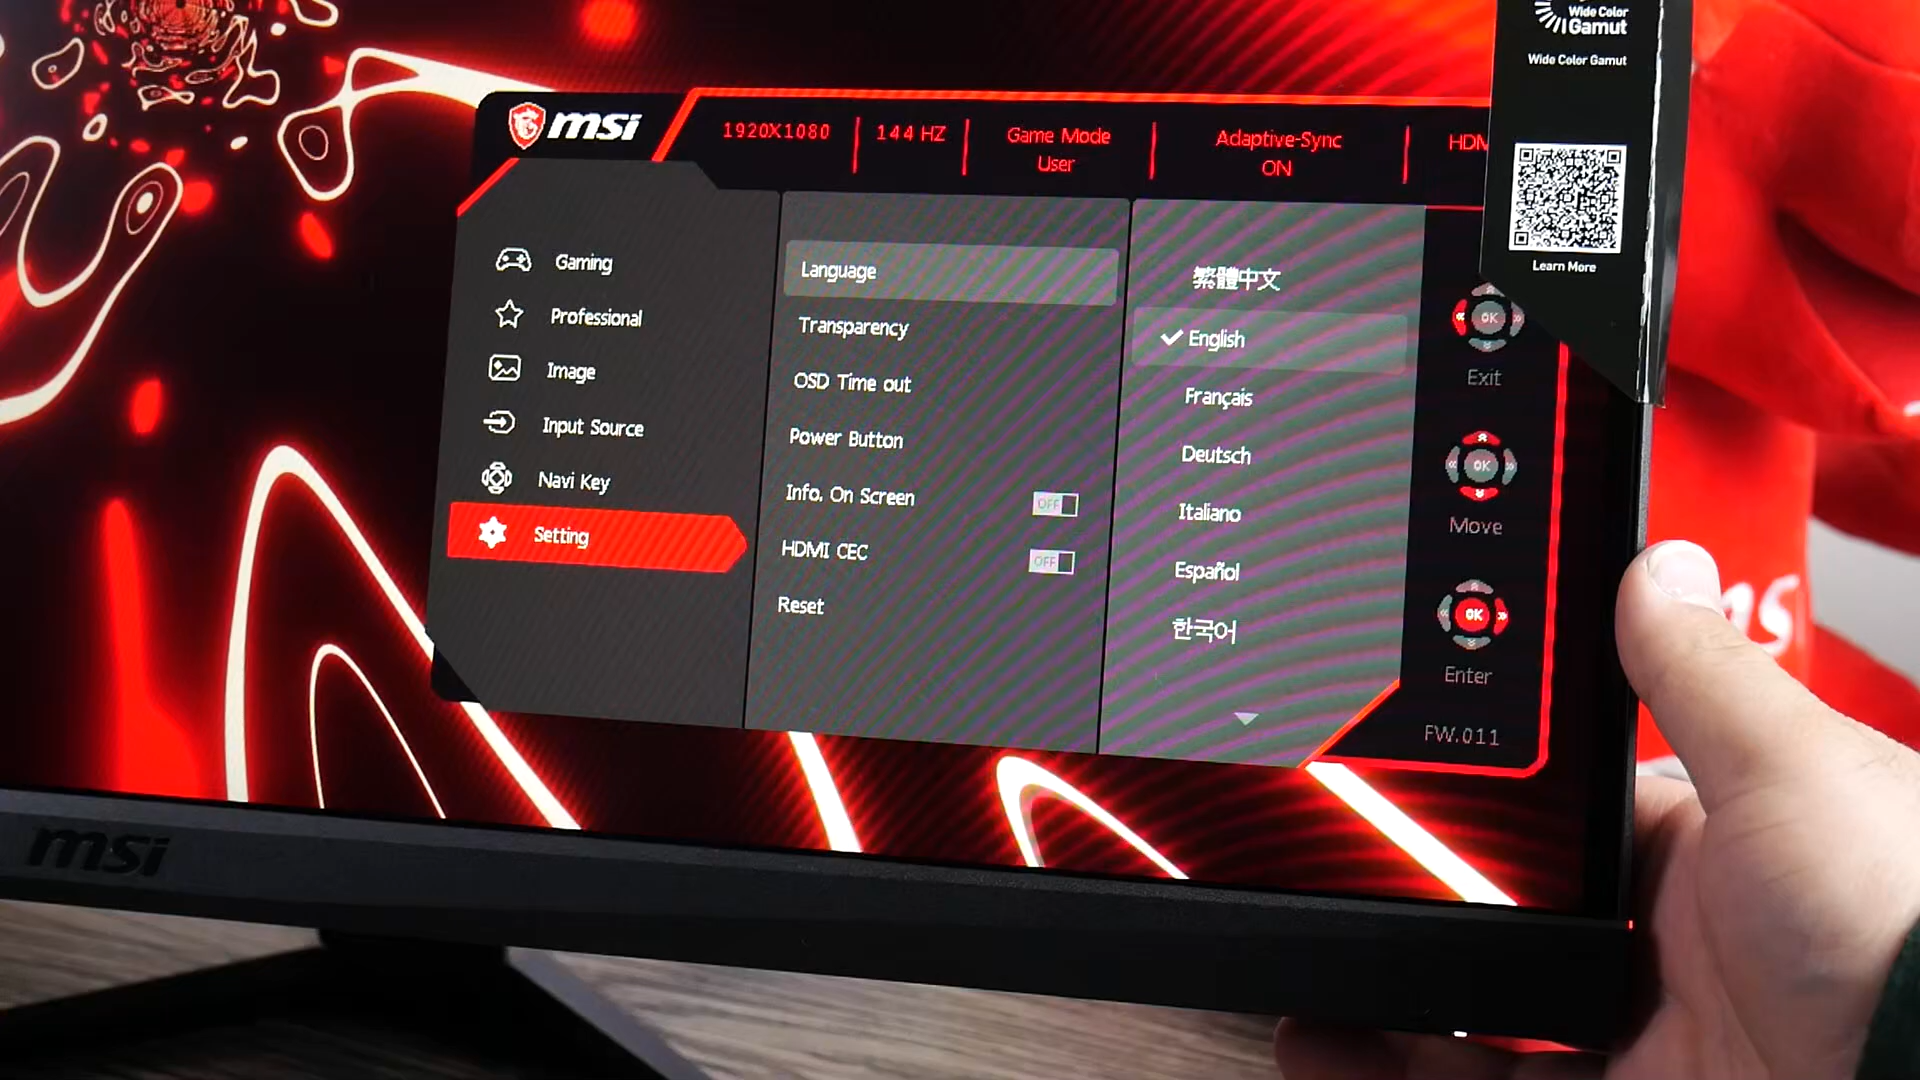 Wide Color
Gamut
Wide Color Gamut
Learn More
msi
1920X1080
144 HZ
Game Mode
User
Adaptive-Sync
ON
HDM
Gaming
Professional
Image
Input Source
Navi Key
Setting
Language
Transparency
OSD Time out
Power Button
Info. On Screen
OFF
HDMI CEC
OFF
Reset
繁體中文
English
Français
Deutsch
Italiano
Español
한국어
OK
Exit
OK
Move
OK
Enter
FW.011
msi
ms